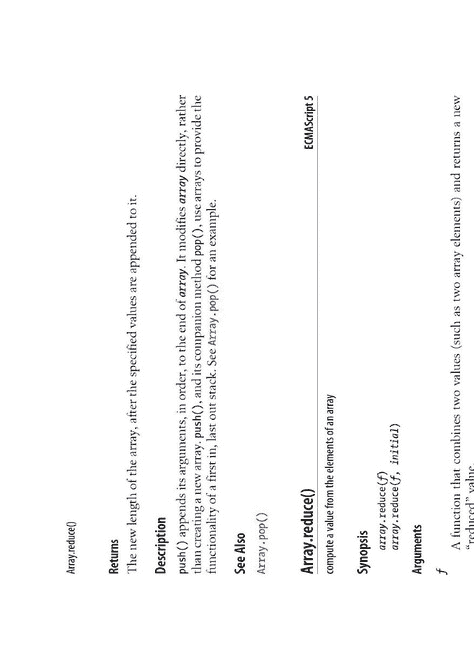 Array.reduce()
Returns
The new length of the array, after the specified values are appended to it.
Description
push() appends its arguments, in order, to the end of array. It modifies array directly, rather
than creating a new array. push(), and its companion method pop(), use arrays to provide the
functionality of a first in, last out stack. See Array.pop() for an example.
See Also
Array.pop()
Array.reduce() ECMAScript 5
compute a value from the elements of an array
Synopsis
array.reduce(f)
array.reduce(f, initial)
Arguments
f
A function that combines two values (such as two array elements) and returns a new
"reduced" value.